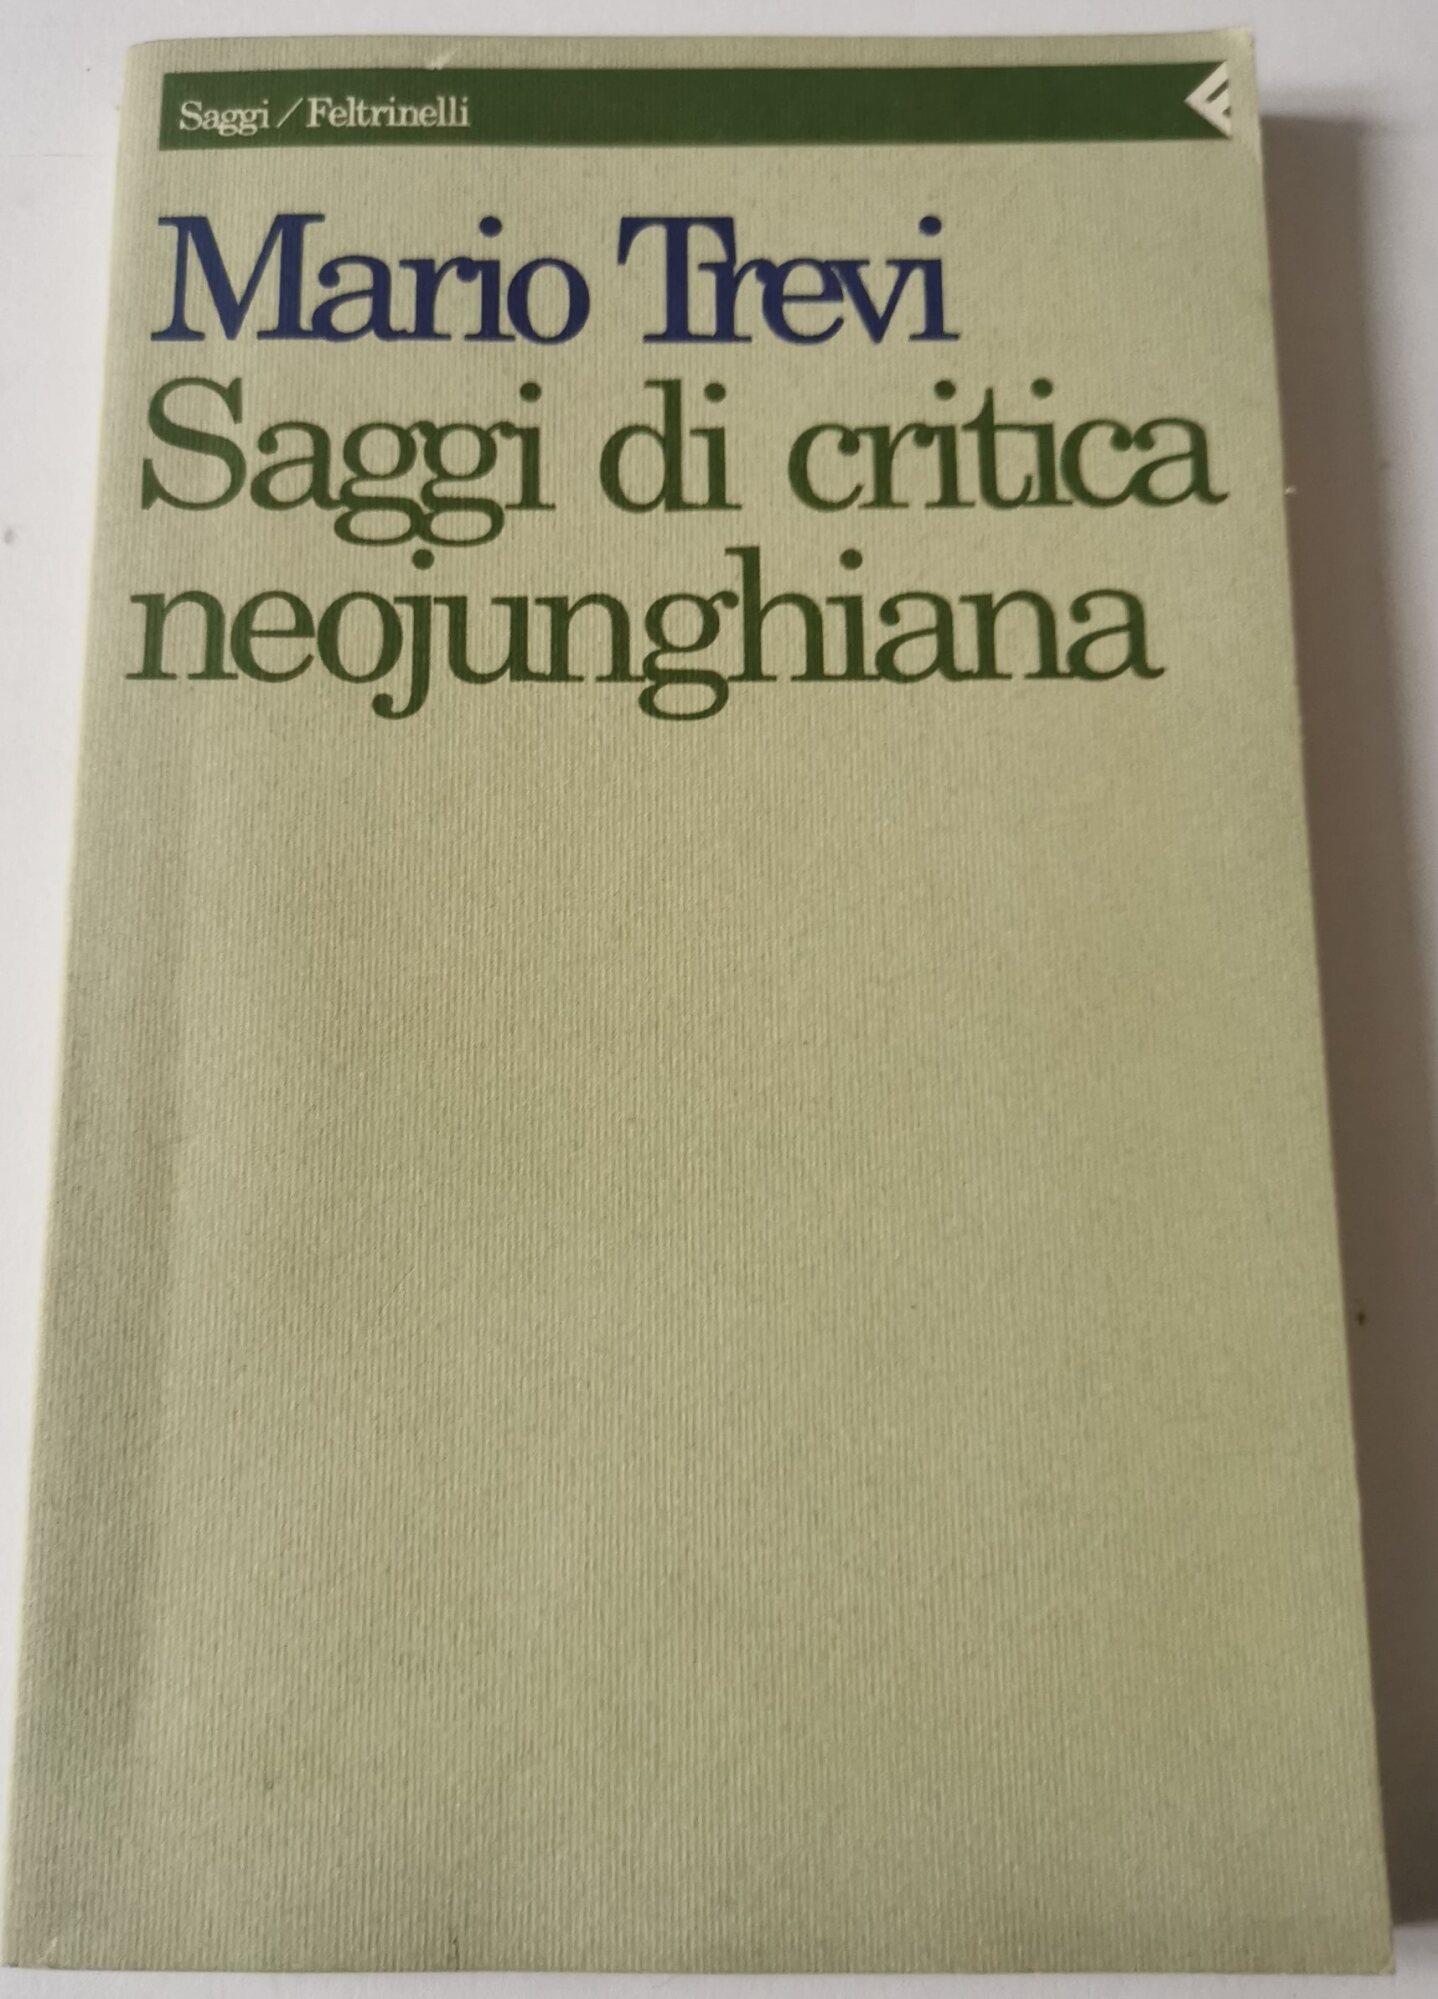 Saggi / Feltrinelli
Mario Trevi
Saggi di critica
neojunghiana